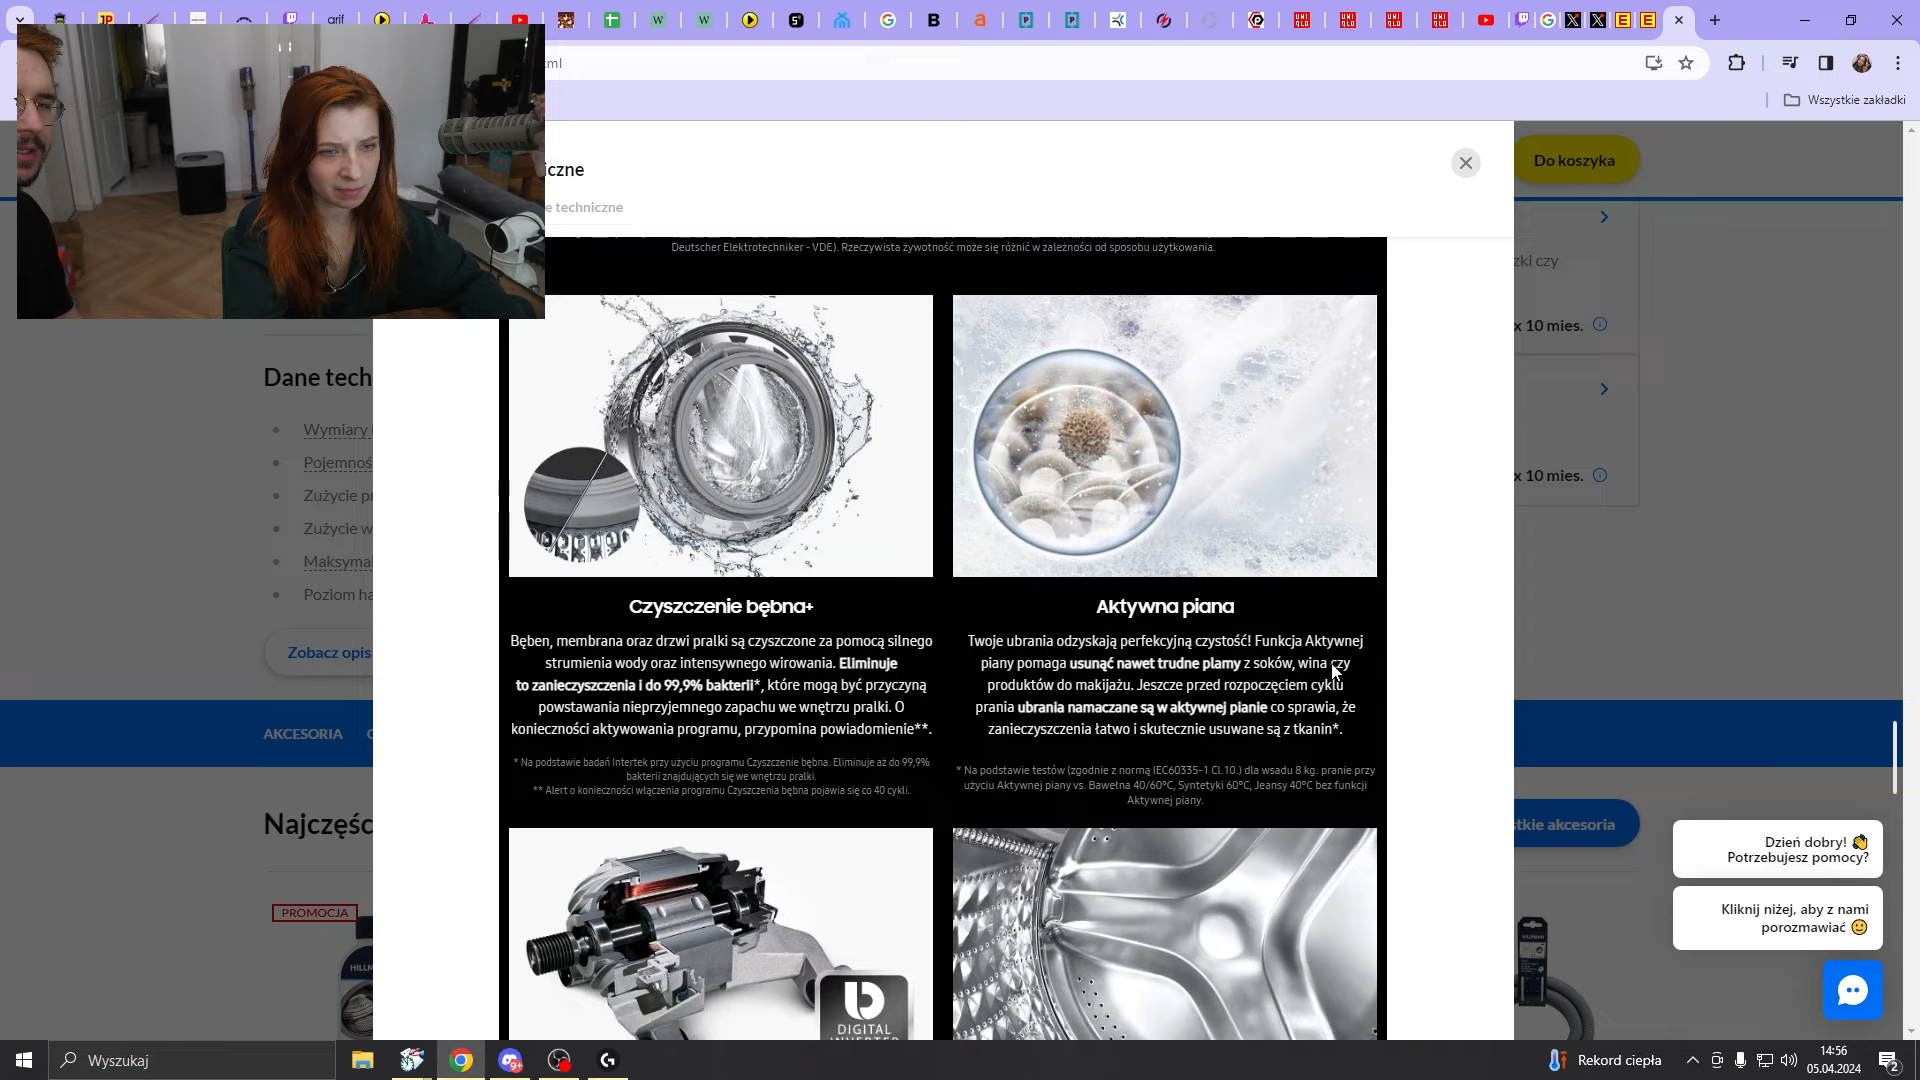 arif
tml
Wszystkie zakładki
iczne
e techniczne
Do koszyka
Deutscher Elektrotechniker - VDE). Rzeczywista żywotność może się różnić w zależności od sposobu użytkowania.
zki czy
x 10 mies.
x 10 mies.
Dane tech
Wymiary
Pojemnoś
Zużycie p
Zużycie w
Maksyma
Poziom ha
Zobacz opis
Czyszczenie bębna+
Bęben, membrana oraz drzwi pralki są czyszczone za pomocą silnego
strumienia wody oraz intensywnego wirowania. Eliminuje
to zanieczyszczenia i do 99,9% bakterii*, które mogą być przyczyną
powstawania nieprzyjemnego zapachu we wnętrzu pralki. O
konieczności aktywowania programu, przypomina powiadomienie**.
* Na podstawie badań Intertek przy użyciu programu Czyszczenie bębna. Eliminuje aż do 99,9%
bakterii znajdujących się we wnętrzu pralki.
** Alert o konieczności włączenia programu Czyszczenia bębna pojawia się co 40 cykli.
Aktywna piana
Twoje ubrania odzyskają perfekcyjną czystość! Funkcja Aktywnej
piany pomaga usunąć nawet trudne plamy z soków, wina czy
produktów do makijażu. Jeszcze przed rozpoczęciem cyklu
prania ubrania namaczane są w aktywnej pianie co sprawia, że
zanieczyszczenia łatwo i skutecznie usuwane są z tkanin*.
* Na podstawie testów (zgodnie z normą IEC60335-1 Cl.10.) dla wsadu 8 kg. pranie przy
użyciu Aktywnej piany vs. Bawełna 40/60°C, Syntetyki 60°C, Jeansy 40°C bez funkcji
Aktywnej piany.
AKCESORIA
Najczęśc
stkie akcesoria
PROMOCJA
HILLM
DIGITAL
INVERTER
Dzień dobry! 👋
Potrzebujesz pomocy?
Kliknij niżej, aby z nami
porozmawiać 🙂
Wyszukaj
9+
Rekord ciepła
14:56
05.04.2024
2